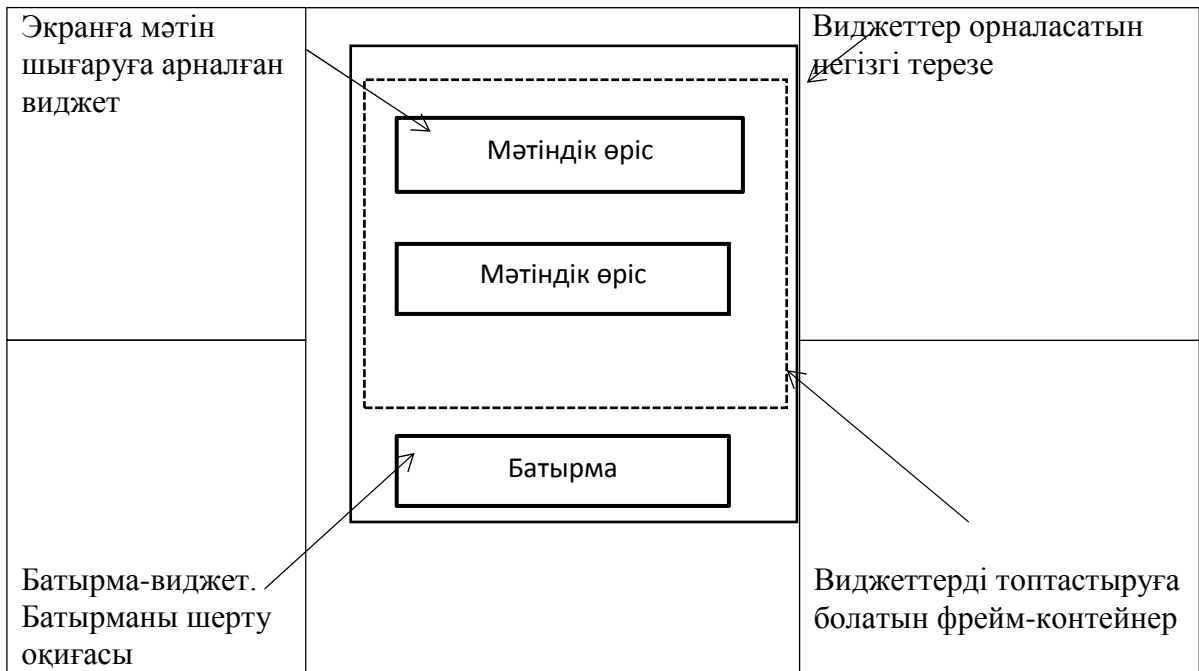 Экранға мәтін
шығаруға арналған
виджет
Мәтіндік өріс
Мәтіндік өріс
Батырма
Виджеттер орналасатын
негізгі терезе
Батырма-виджет.
Батырманы шерту
оқиғасы
Виджеттерді топтастыруға
болатын фрейм-контейнер